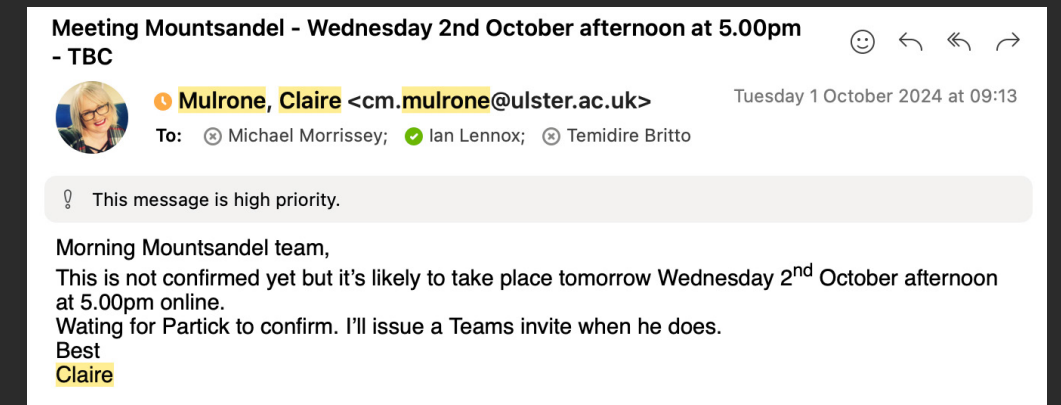 Meeting Mountsandel - Wednesday 2nd October afternoon at 5.00pm
- TBC
Mulrone, Claire <cm.mulrone@ulster.ac.uk>
Tuesday 1 October 2024 at 09:13
To: Michael Morrissey; Ian Lennox; Temidire Britto
This message is high priority.
Morning Mountsandel team,
This is not confirmed yet but it’s likely to take place tomorrow Wednesday 2nd October afternoon
at 5.00pm online.
Wating for Partick to confirm. I’ll issue a Teams invite when he does.
Best
Claire